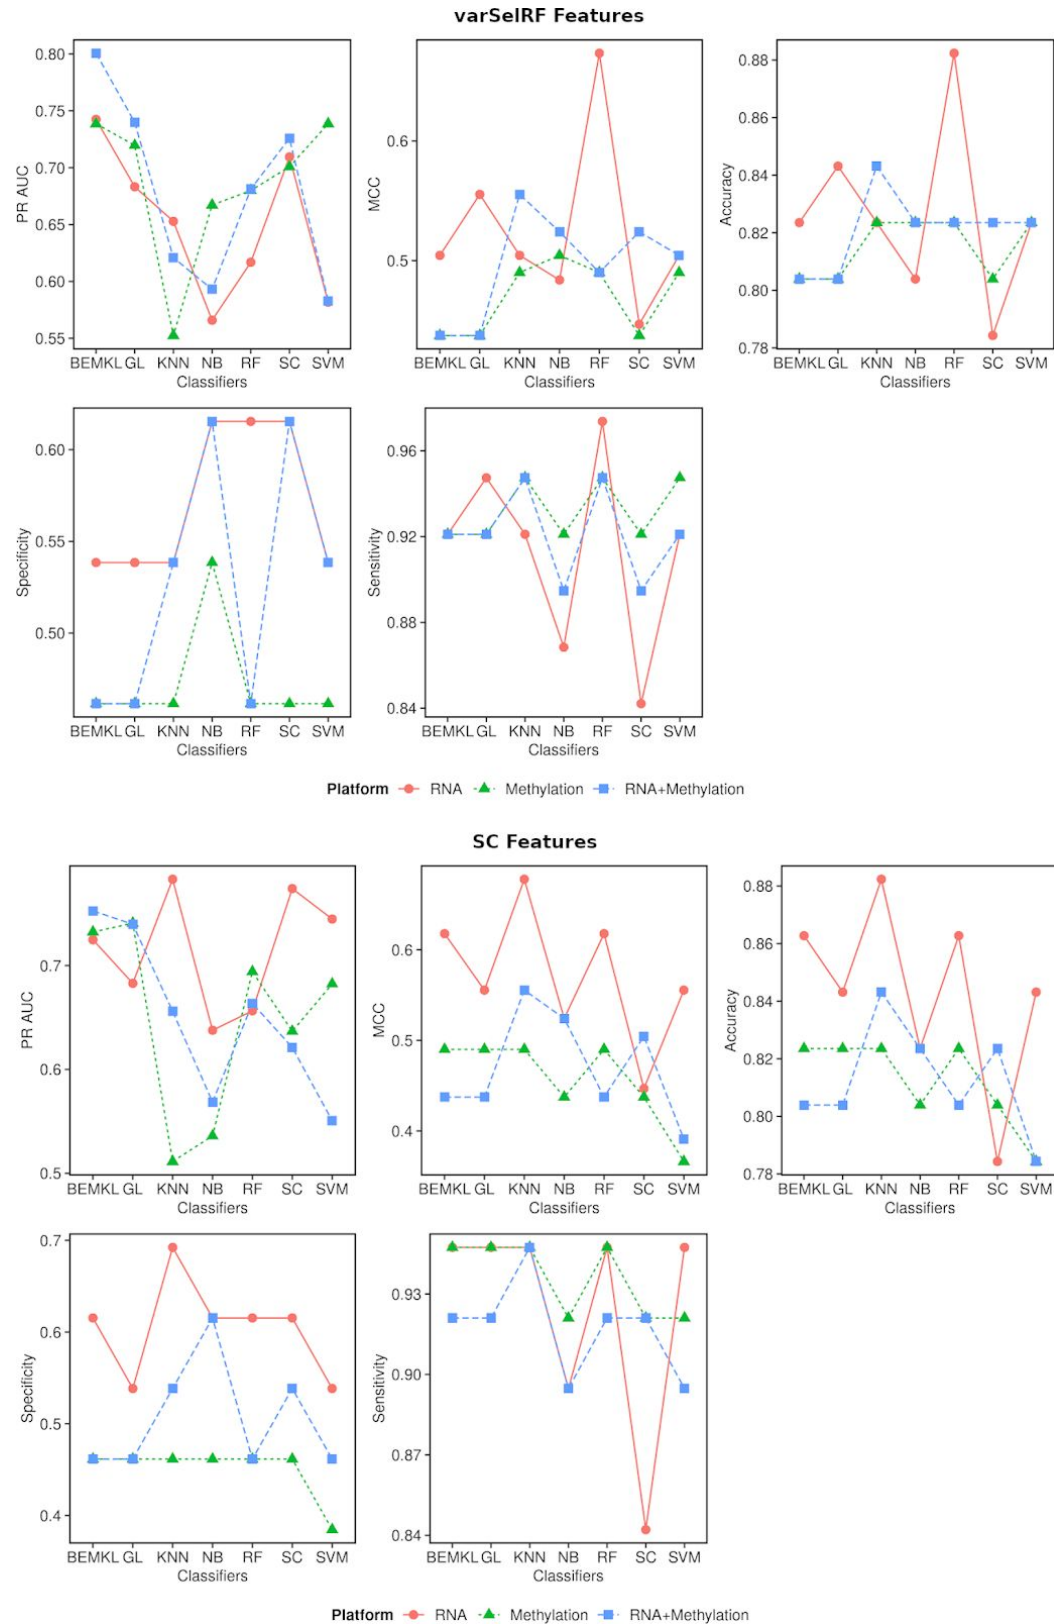 varSelRF Features
PR AUC
0.80
0.75
0.70
0.65
0.60
0.55
BEMKL GL KNN NB RF SC SVM
Classifiers
MCC
0.6
0.5
BEMKL GL KNN NB RF SC SVM
Classifiers
Accuracy
0.88
0.86
0.84
0.82
0.80
0.78
BEMKL GL KNN NB RF SC SVM
Classifiers
Specificity
0.60
0.55
0.50
BEMKL GL KNN NB RF SC SVM
Classifiers
Sensitivity
0.96
0.92
0.88
0.84
BEMKL GL KNN NB RF SC SVM
Classifiers
Platform RNA Methylation RNA+Methylation
SC Features
PR AUC
0.7
0.6
0.5
BEMKL GL KNN NB RF SC SVM
Classifiers
MCC
0.6
0.5
0.4
BEMKL GL KNN NB RF SC SVM
Classifiers
Accuracy
0.88
0.86
0.84
0.82
0.80
0.78
BEMKL GL KNN NB RF SC SVM
Classifiers
Specificity
0.7
0.6
0.5
0.4
BEMKL GL KNN NB RF SC SVM
Classifiers
Sensitivity
0.93
0.90
0.87
0.84
BEMKL GL KNN NB RF SC SVM
Classifiers
Platform RNA Methylation RNA+Methylation